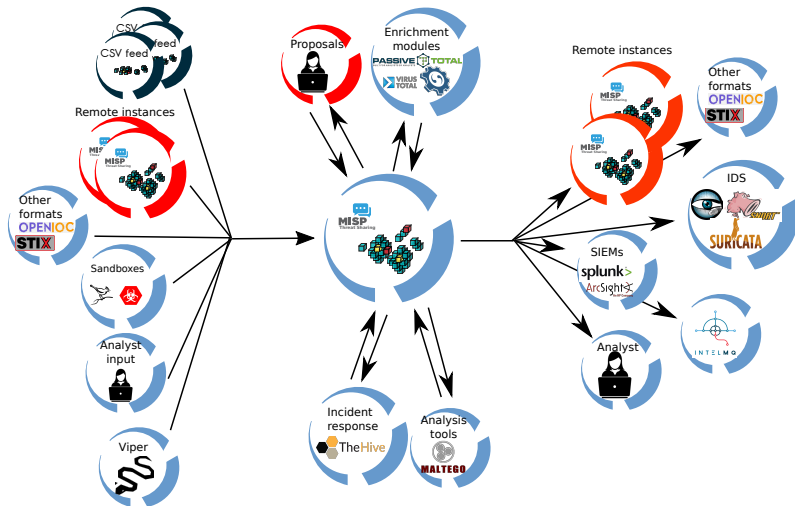 CSV
feed
CSV feed
Remote instances
MISP
MISP
Threat Sharing
Other
formats
OPENIOC
STIX
Sandboxes
Analyst
input
Viper
Proposals
Enrichment
modules
PASSIVE TOTAL
VIRUS
TOTAL
MISP
Threat Sharing
Incident
response
TheHive
Analysis
tools
MALTEGO
Remote instances
MISP
Threat Sharing
MISP
Threat Sharing
Other
formats
OPENIOC
STIX
IDS
SNORT
SURICATA
SIEMs
splunk>
ArcSight
Analyst
INTELMQ